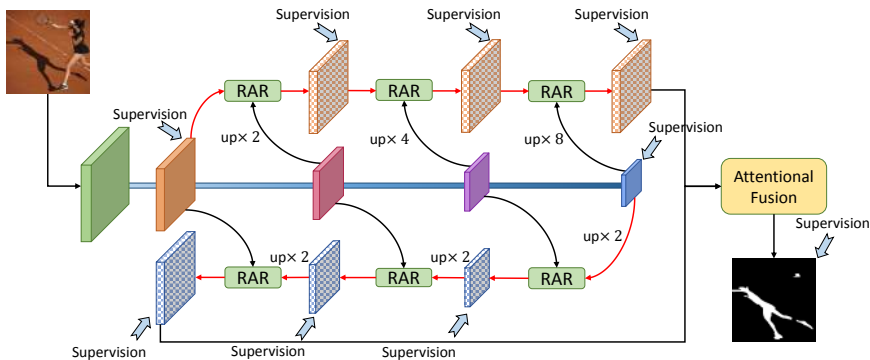 Supervision
Supervision
Supervision
RAR
RAR
RAR
Supervision
Supervision
up× 2
up× 4
up× 8
Attentional
Fusion
Supervision
up× 2
up× 2
up× 2
RAR
RAR
RAR
Supervision
Supervision
Supervision